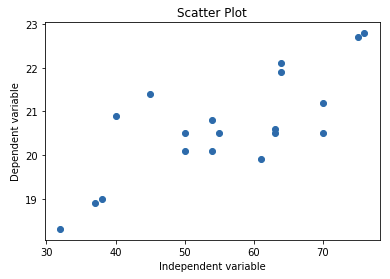 Scatter Plot
23
22
21
20
19
Dependent variable
30 40 50 60 70
Independent variable